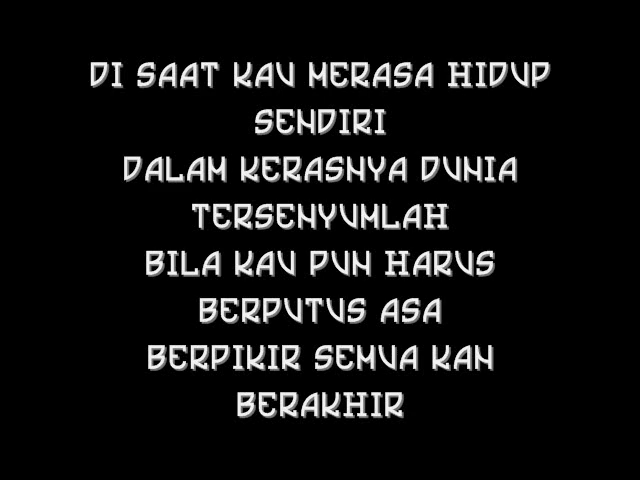 DI SAAT KAU MERASA HIDUP
SENDIRI
DALAM KERASNYA DUNIA
TERSENYUMLAH
BILA KAU PUN HARUS
BERPUTUS ASA
BERPIKIR SEMUA KAN
BERAKHIR